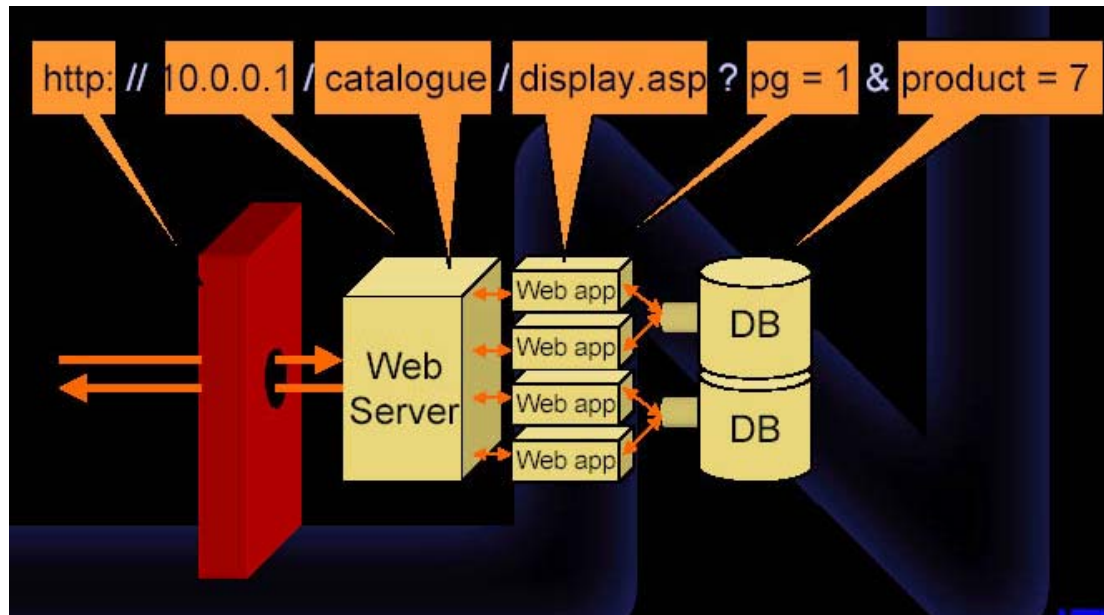 http: // 10.0.0.1 / catalogue / display.asp ? pg = 1 & product = 7
Web app
Web app
Web app
Web app
Web
Server
DB
DB